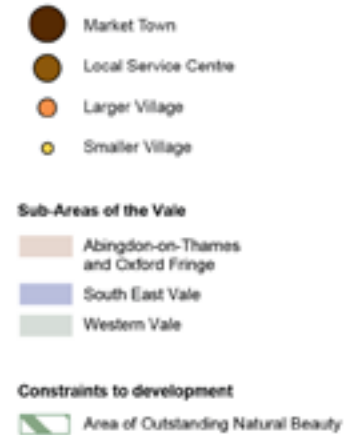 Market Town
Local Service Centre
Larger Village
Smaller Village
Sub-Areas of the Vale
Abingdon-on-Thames
and Oxford Fringe
South East Vale
Western Vale
Constraints to development
Area of Outstanding Natural Beauty